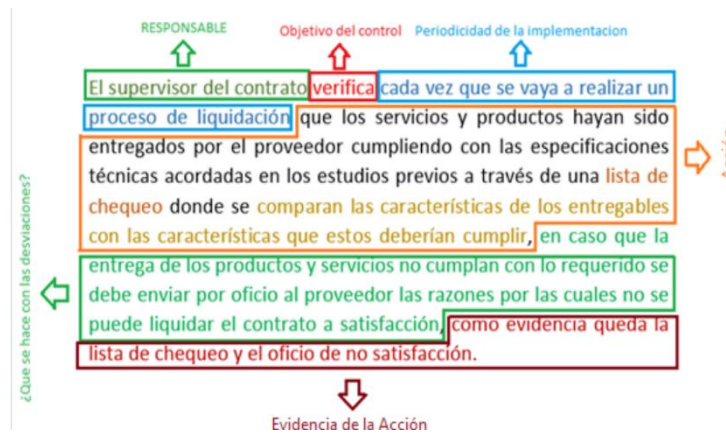 RESPONSABLE
Objetivo del control
Periodicidad de la implementacion
El supervisor del contrato verifica cada vez que se vaya a realizar un
proceso de liquidación que los servicios y productos hayan sido
entregados por el proveedor cumpliendo con las especificaciones
técnicas acordadas en los estudios previos a través de una lista de
chequeo donde se comparan las características de los entregables
con las características que estos deberían cumplir, en caso que la
entrega de los productos y servicios no cumplan con lo requerido se
debe enviar por oficio al proveedor las razones por las cuales no se
puede liquidar el contrato a satisfacción, como evidencia queda la
lista de chequeo y el oficio de no satisfacción.
¿Que se hace con las desviaciones?
Evidencia de la Acción